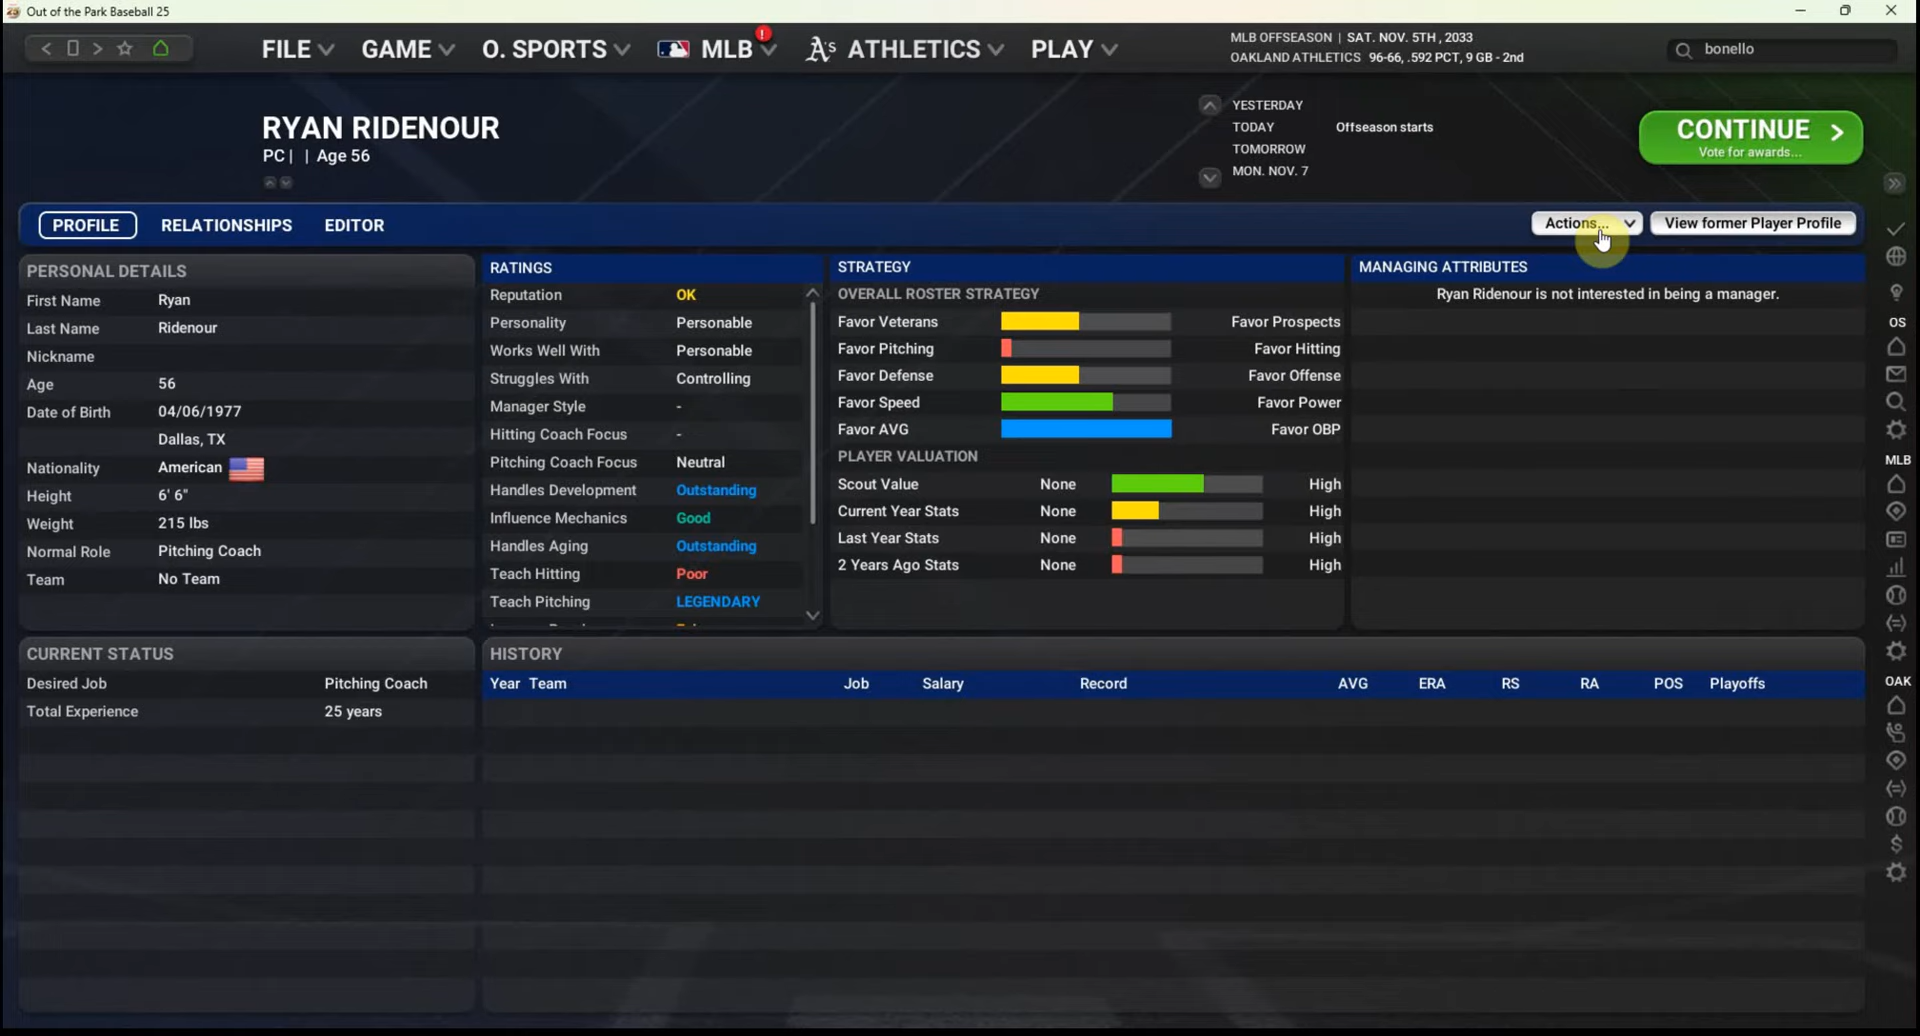 Out of the Park Baseball 25
FILE
GAME
O. SPORTS
MLB
!
A's ATHLETICS
PLAY
MLB OFFSEASON | SAT. NOV. 5TH , 2033
OAKLAND ATHLETICS 96-66, .592 PCT, 9 GB - 2nd
bonello
RYAN RIDENOUR
PC | | Age 56
YESTERDAY
TODAY Offseason starts
TOMORROW
MON. NOV. 7
CONTINUE
Vote for awards...
PROFILE RELATIONSHIPS EDITOR
Actions...
View former Player Profile
PERSONAL DETAILS
First Name Ryan
Last Name Ridenour
Nickname
Age 56
Date of Birth 04/06/1977
Dallas, TX
Nationality American
Height 6' 6"
Weight 215 lbs
Normal Role Pitching Coach
Team No Team
RATINGS
Reputation OK
Personality Personable
Works Well With Personable
Struggles With Controlling
Manager Style -
Hitting Coach Focus -
Pitching Coach Focus Neutral
Handles Development Outstanding
Influence Mechanics Good
Handles Aging Outstanding
Teach Hitting Poor
Teach Pitching LEGENDARY
STRATEGY
OVERALL ROSTER STRATEGY
Favor Veterans Favor Prospects
Favor Pitching Favor Hitting
Favor Defense Favor Offense
Favor Speed Favor Power
Favor AVG Favor OBP
PLAYER VALUATION
Scout Value None High
Current Year Stats None High
Last Year Stats None High
2 Years Ago Stats None High
MANAGING ATTRIBUTES
Ryan Ridenour is not interested in being a manager.
CURRENT STATUS
Desired Job Pitching Coach
Total Experience 25 years
HISTORY
Year Team Job Salary Record AVG ERA RS RA POS Playoffs
OS
MLB
OAK